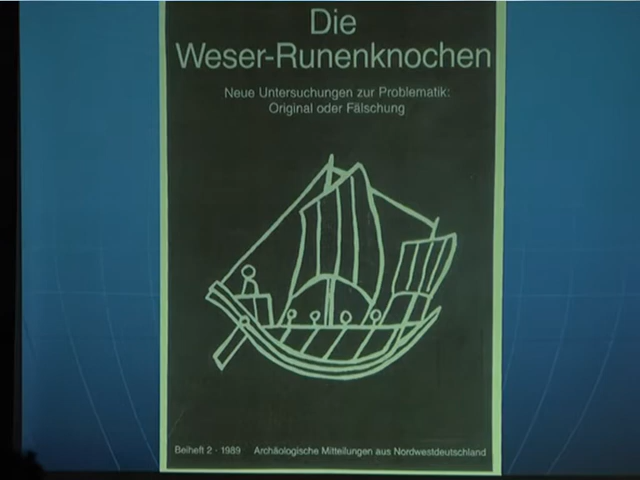 Die
Weser-Runenknochen
Neue Untersuchungen zur Problematik:
Original oder Fälschung
Beiheft 2 · 1989 Archäologische Mitteilungen aus Nordwestdeutschland